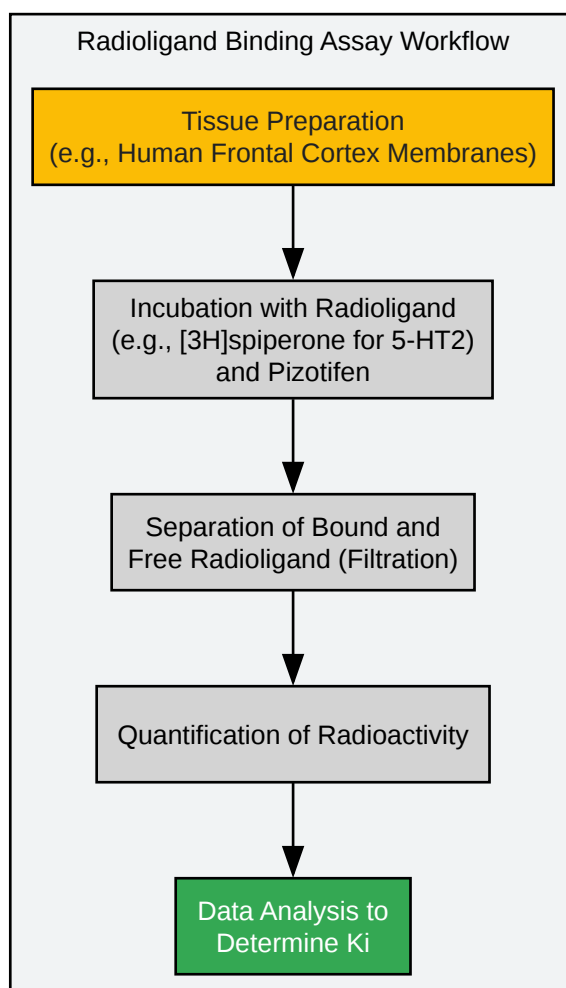 Radioligand Binding Assay Workflow
Tissue Preparation
(e.g., Human Frontal Cortex Membranes)
Incubation with Radioligand
(e.g., [3H]spiperone for 5-HT2)
and Pizotifen
Separation of Bound and
Free Radioligand (Filtration)
Quantification of Radioactivity
Data Analysis to
Determine Ki